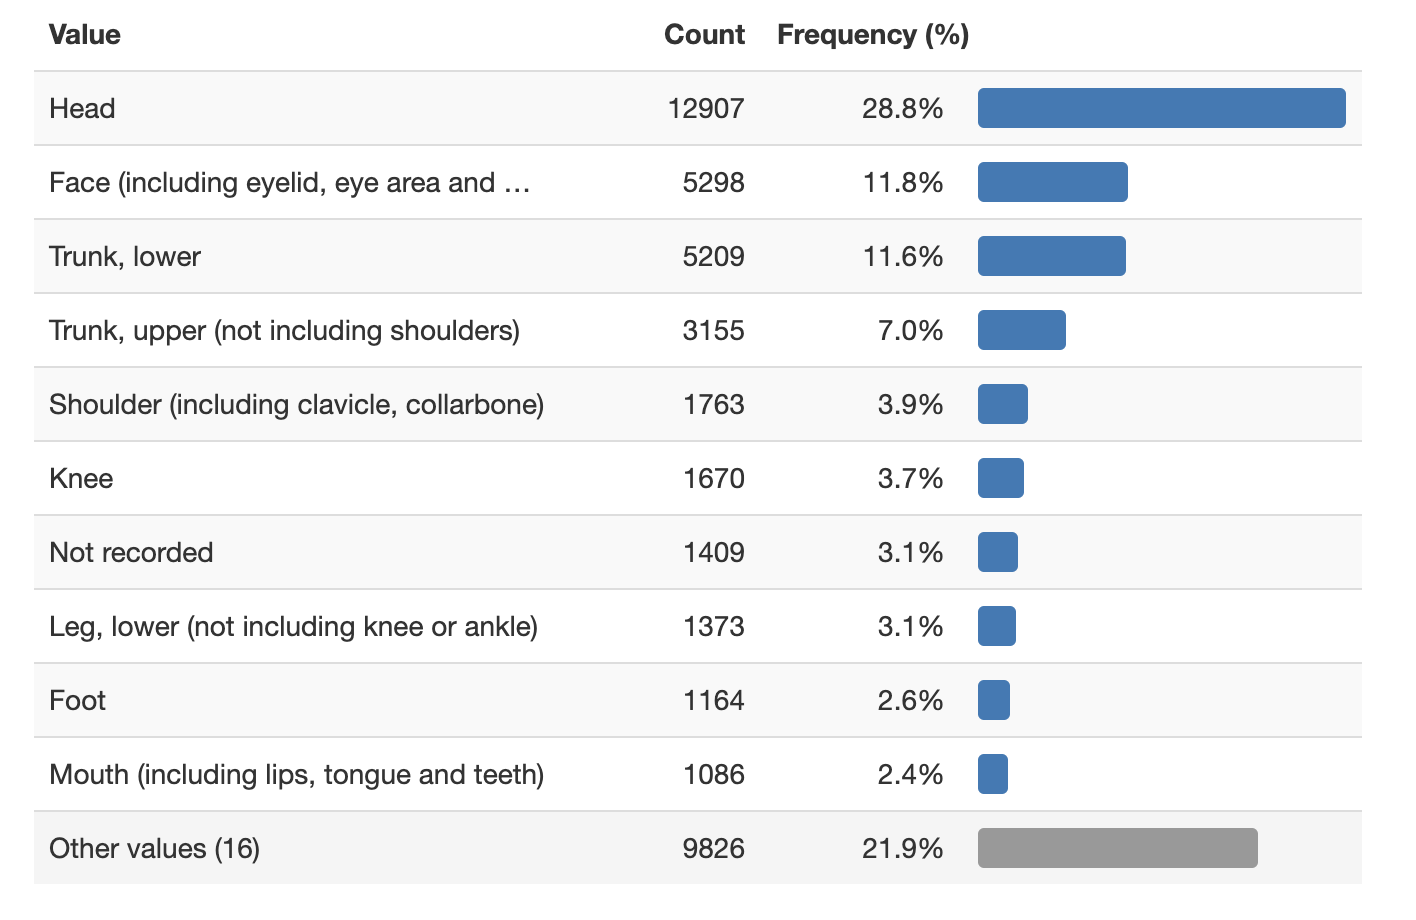 Value Count Frequency (%)
Head 12907 28.8%
Face (including eyelid, eye area and … 5298 11.8%
Trunk, lower 5209 11.6%
Trunk, upper (not including shoulders) 3155 7.0%
Shoulder (including clavicle, collarbone) 1763 3.9%
Knee 1670 3.7%
Not recorded 1409 3.1%
Leg, lower (not including knee or ankle) 1373 3.1%
Foot 1164 2.6%
Mouth (including lips, tongue and teeth) 1086 2.4%
Other values (16) 9826 21.9%